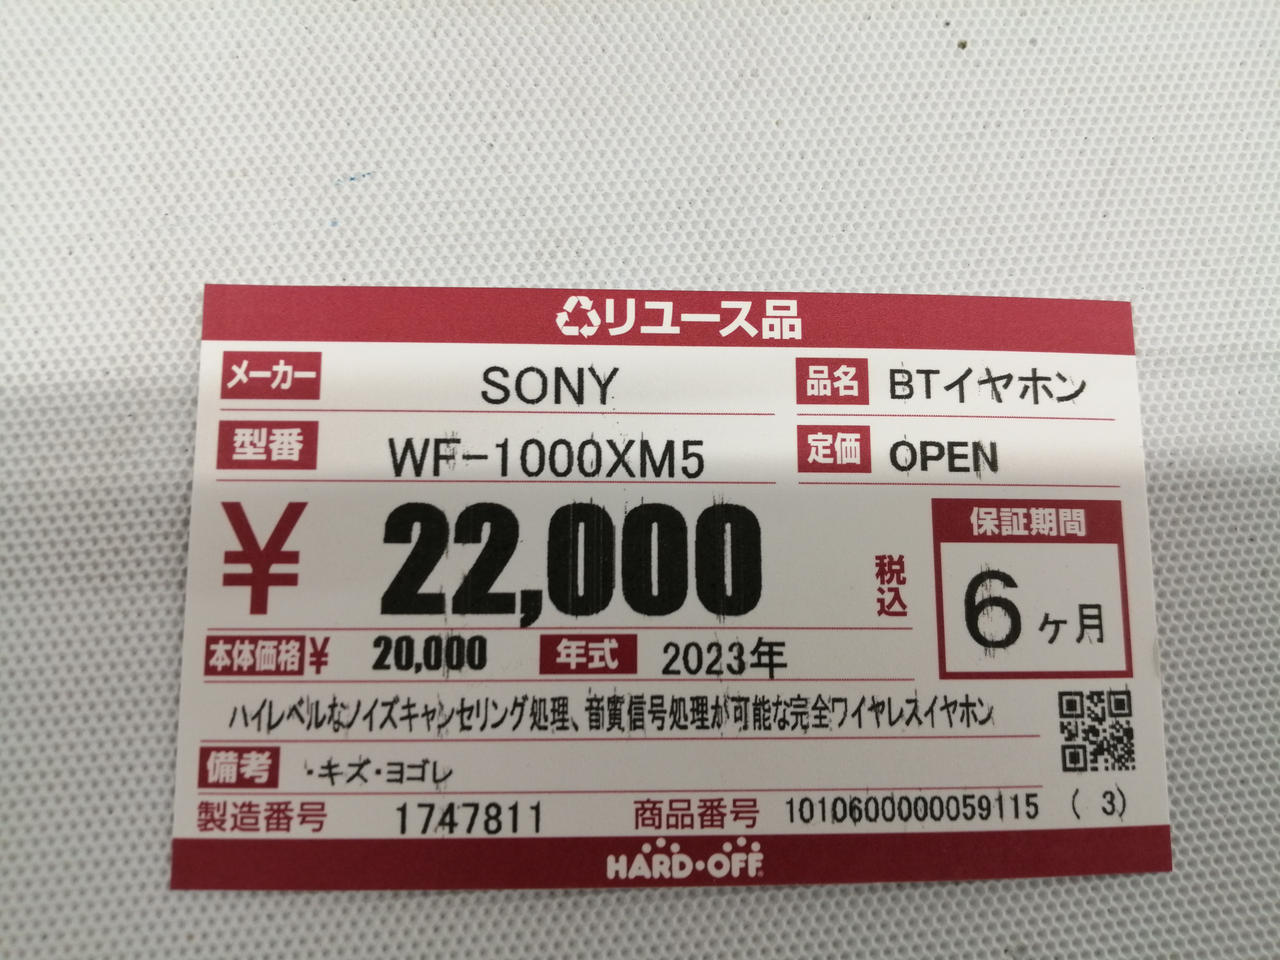 リユース品
メーカー SONY 品名 BTイヤホン
型番 WF-1000XM5 定価 OPEN
¥ 22,000 税込 保証期間 6ヶ月
本体価格 ¥ 20,000 年式 2023年
ハイレベルなノイズキャンセリング処理、音質信号処理が可能な完全ワイヤレスイヤホン
備考 ・キズ・ヨゴレ
製造番号 1747811 商品番号 1010600000059115 ( 3)
HARD・OFF